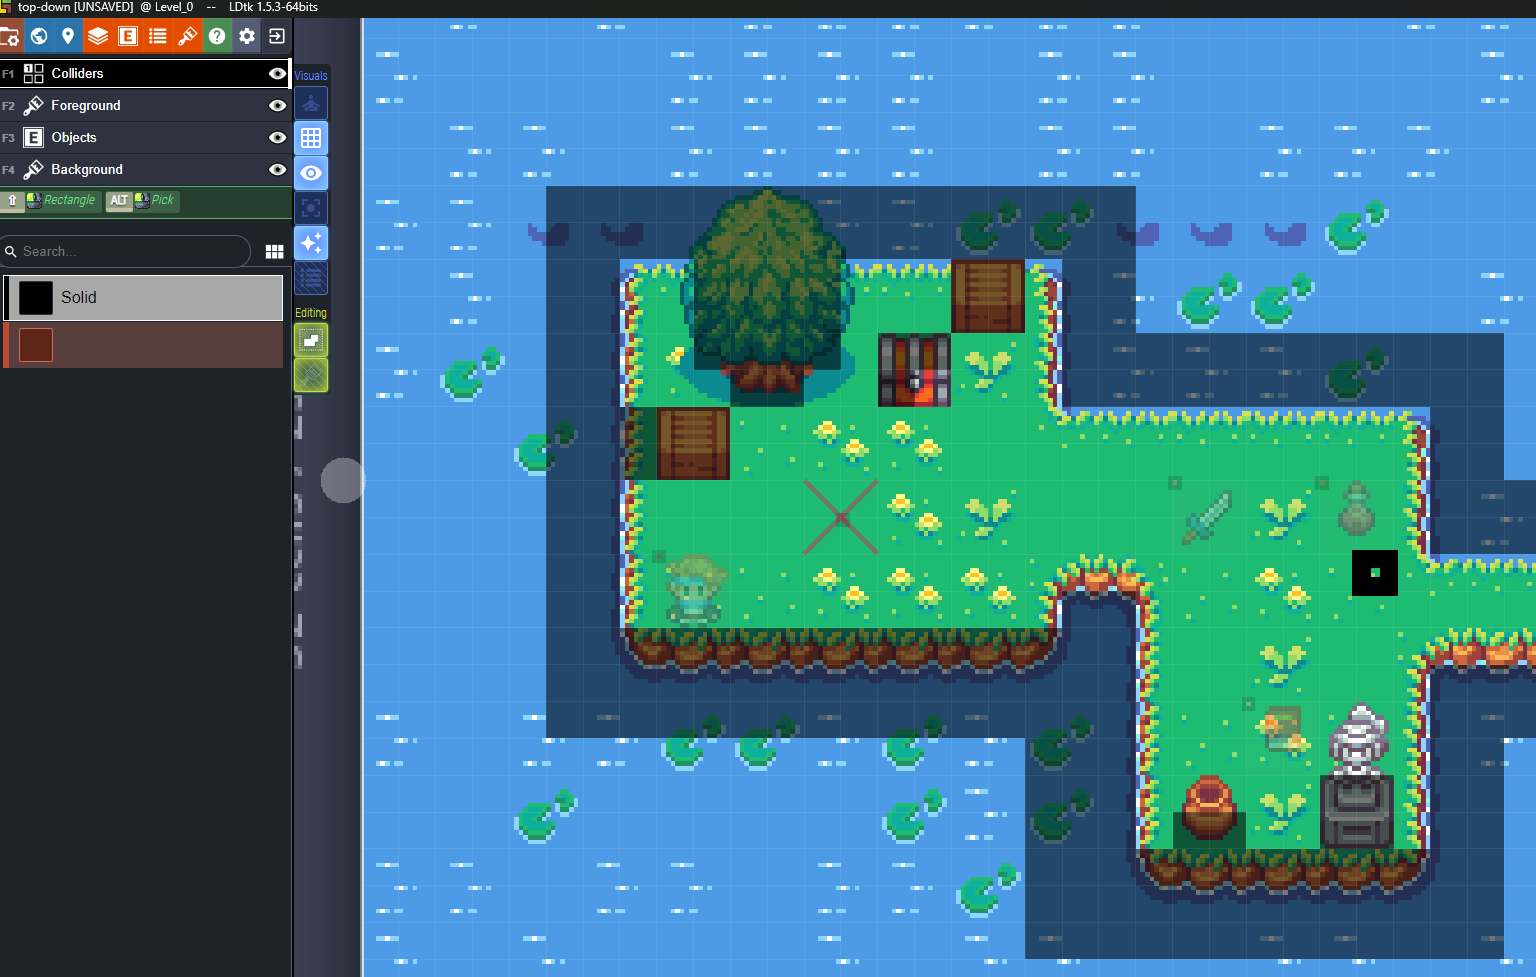 top-down [UNSAVED] @ Level_0 -- LDtk 1.5.3-64bits
F1 Colliders
F2 Foreground
F3 E Objects
F4 Background
Rectangle ALT Pick
Search...
Solid
Visuals
Editing